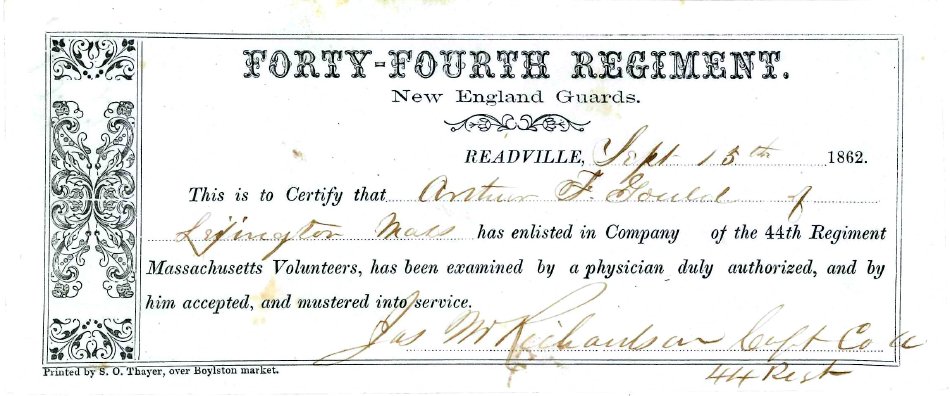 FORTY-FOURTH REGIMENT.
New England Guards.
READVILLE, Sept 15th 1862.
This is to Certify that Arthur F. Gould of
Lexington Mass has enlisted in Company of the 44th Regiment
Massachusetts Volunteers, has been examined by a physician duly authorized, and by
him accepted, and mustered into service.
Jas M Richardson Capt Co A
44 Regt
Printed by S. O. Thayer, over Boylston market.